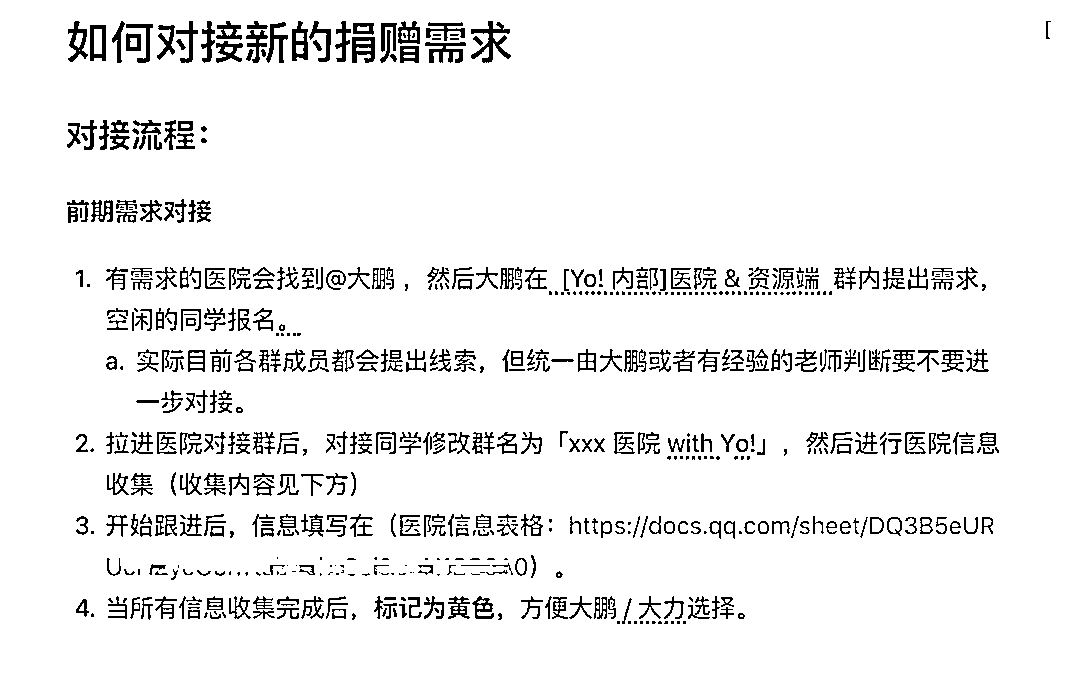 如何对接新的捐赠需求
[
对接流程：
前期需求对接
1. 有需求的医院会找到@大鹏，然后大鹏在 [Yo! 内部]医院 & 资源端 群内提出需求，
空闲的同学报名。
a. 实际目前各群成员都会提出线索，但统一由大鹏或者有经验的老师判断要不要进
一步对接。
2. 拉进医院对接群后，对接同学修改群名为「xxx 医院 with Yo!」，然后进行医院信息
收集（收集内容见下方）
3. 开始跟进后，信息填写在（医院信息表格：https://docs.qq.com/sheet/DQ3B5eUR
）。
4. 当所有信息收集完成后，标记为黄色，方便大鹏 / 大力选择。